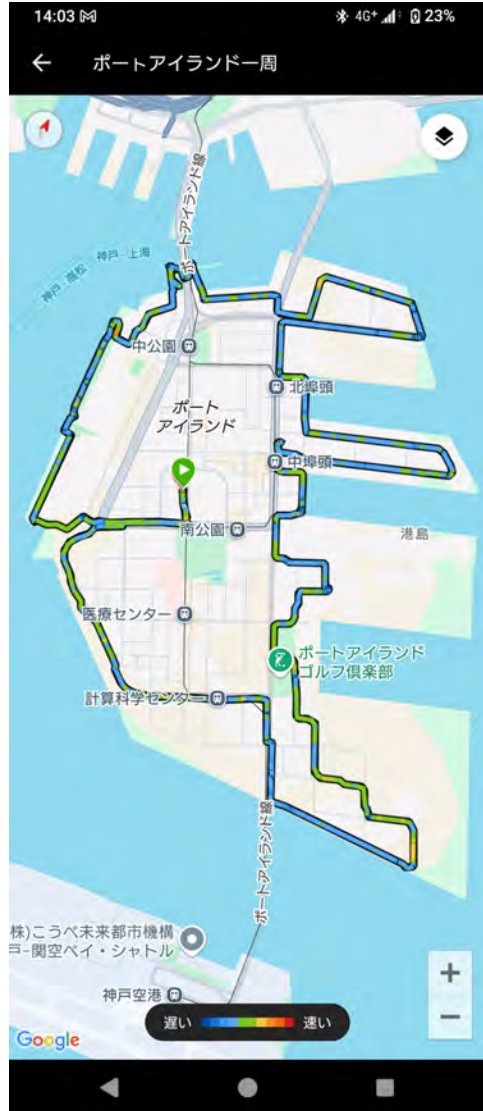 14:03
4G+ 23%
ポートアイランド一周
ポートアイランド線
神戸-上海
神戸-高松
中公園
北埠頭
ポート
アイランド
中埠頭
港島
南公園
医療センター
ポートアイランド
ゴルフ倶楽部
計算科学センター
ポートアイランド線
株)こうべ未来都市機構
戸-関空ベイ・シャトル
神戸空港
遅い 速い
Google